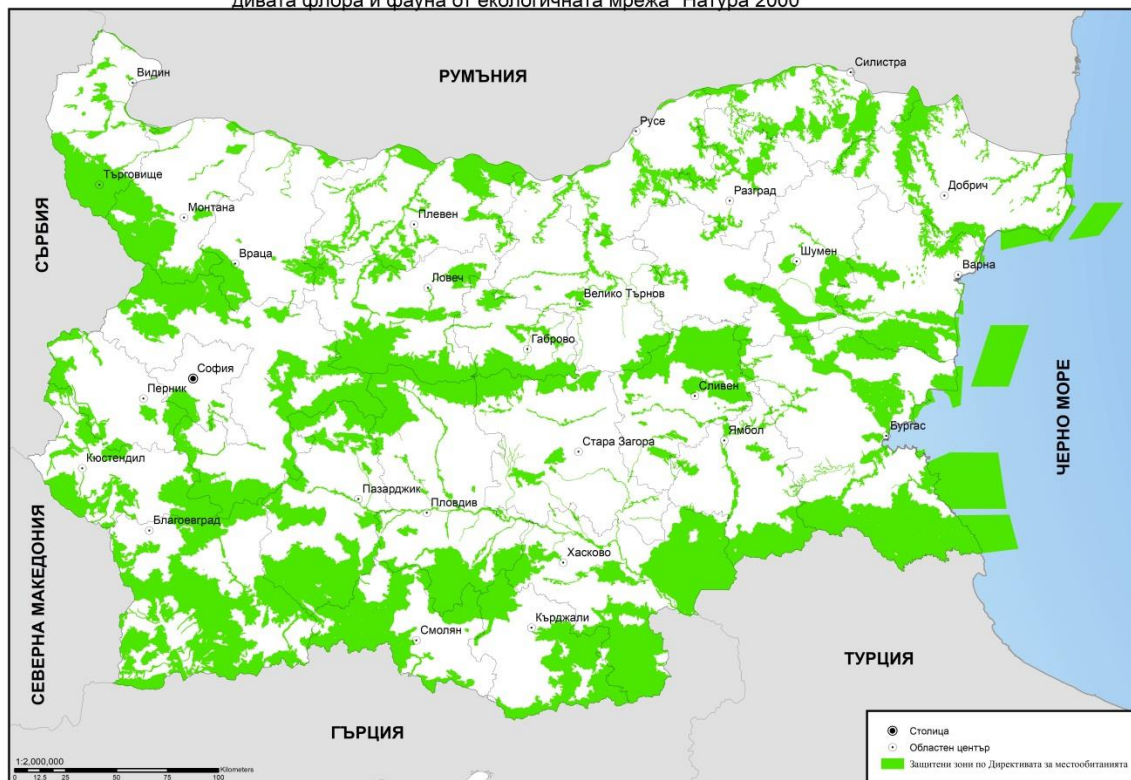 дивата флора и фауна от екологичната мрежа "Натура 2000"
РУМЪНИЯ
Силистра
Видин
Русе
Търговище
Разград
Добрич
Монтана
Плевен
СЪРБИЯ
Враца
Шумен
Варна
Ловеч
Велико Търнов
Габрово
София
Перник
Сливен
ЧЕРНО МОРЕ
Бургас
Ямбол
Стара Загора
Кюстендил
Пазарджик
Пловдив
Благоевград
СЕВЕРНА МАКЕДОНИЯ
Хасково
Кърджали
Смолян
ТУРЦИЯ
ГЪРЦИЯ
Столица
Областен център
Защитени зони по Директивата за местообитанията
1:2,000,000
Kilometers
0 12.5 25 50 75 100